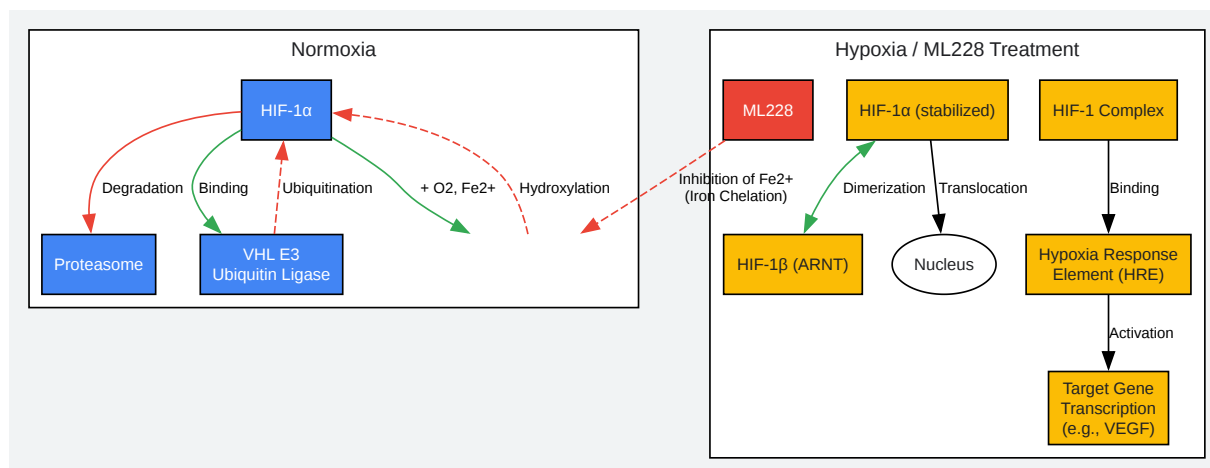 Normoxia
HIF-1α
Degradation
Binding
Ubiquitination
+ O2, Fe2+
Hydroxylation
Proteasome
VHL E3
Ubiquitin Ligase
Inhibition of Fe2+
(Iron Chelation)
Hypoxia / ML228 Treatment
ML228
HIF-1α (stabilized)
HIF-1 Complex
Dimerization
Translocation
Binding
HIF-1β (ARNT)
Nucleus
Hypoxia Response
Element (HRE)
Activation
Target Gene
Transcription
(e.g., VEGF)